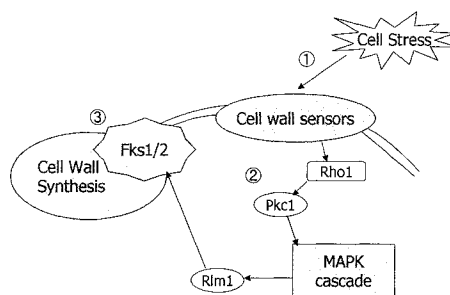 Cell Stress
①
③
Cell wall sensors
Fks1/2
Cell Wall
Synthesis
Rho1
②
Pkc1
MAPK
cascade
Rlm1